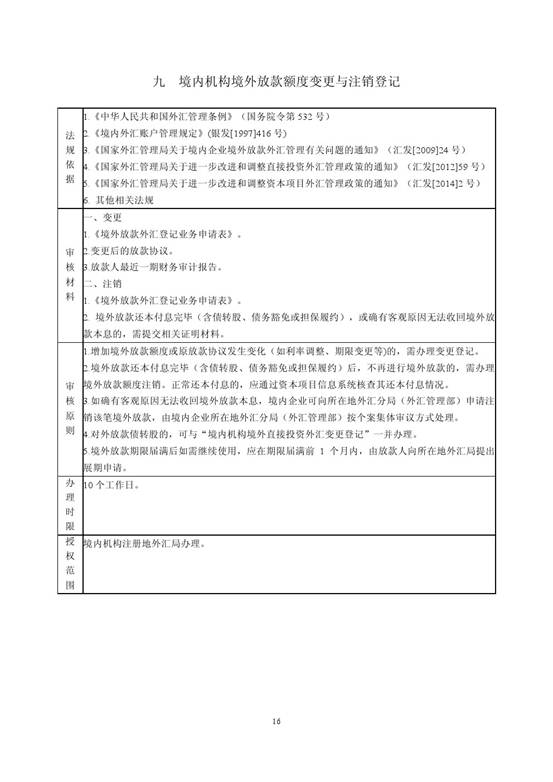 九 境内机构境外放款额度变更与注销登记
法规依据
1.《中华人民共和国外汇管理条例》（国务院令第 532 号）
2.《境内外汇账户管理规定》(银发[1997]416 号)
3.《国家外汇管理局关于境内企业境外放款外汇管理有关问题的通知》（汇发[2009]24 号）
4.《国家外汇管理局关于进一步改进和调整直接投资外汇管理政策的通知》（汇发[2012]59 号）
5.《国家外汇管理局关于进一步改进和调整资本项目外汇管理政策的通知》（汇发[2014]2 号）
6. 其他相关法规
审核材料
一、变更
1.《境外放款外汇登记业务申请表》。
2.变更后的放款协议。
3.放款人最近一期财务审计报告。
二、注销
1.《境外放款外汇登记业务申请表》。
2. 境外放款还本付息完毕（含债转股、债务豁免或担保履约），或确有客观原因无法收回境外放
款本息的，需提交相关证明材料。
审核原则
1.增加境外放款额度或原放款协议发生变化（如利率调整、期限变更等)的，需办理变更登记。
2.境外放款还本付息完毕（含债转股、债务豁免或担保履约）后，不再进行境外放款的，需办理
境外放款额度注销。正常还本付息的，应通过资本项目信息系统核查其还本付息情况。
3.如确有客观原因无法收回境外放款本息，境内企业可向所在地外汇分局（外汇管理部）申请注
销该笔境外放款，由境内企业所在地外汇分局（外汇管理部）按个案集体审议方式处理。
4.对外放款债转股的，可与“境内机构境外直接投资外汇变更登记”一并办理。
5.境外放款期限届满后如需继续使用，应在期限届满前 1 个月内，由放款人向所在地外汇局提出
展期申请。
办理时限
10 个工作日。
授权范围
境内机构注册地外汇局办理。
16